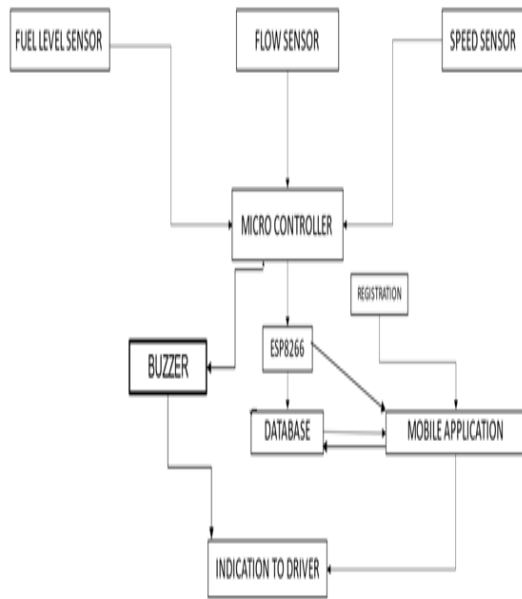 FUEL LEVEL SENSOR
FLOW SENSOR
SPEED SENSOR
MICRO CONTROLLER
REGISTRATION
ESP8266
BUZZER
DATABASE
MOBILE APPLICATION
INDICATION TO DRIVER